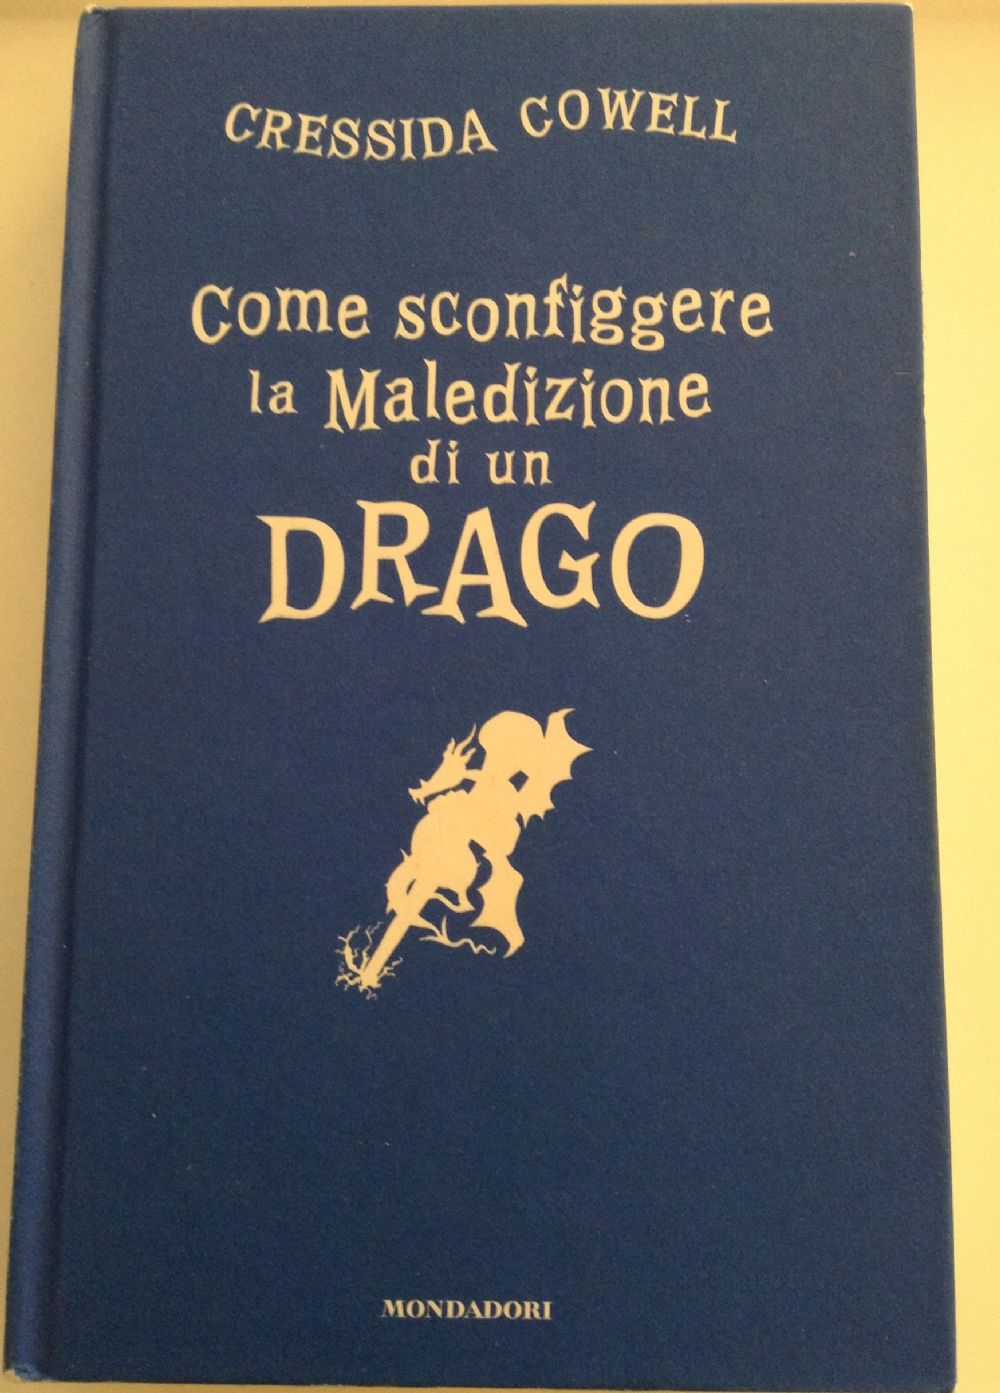 CRESSIDA COWELL
Come sconfiggere
la Maledizione
di un
DRAGO
MONDADORI